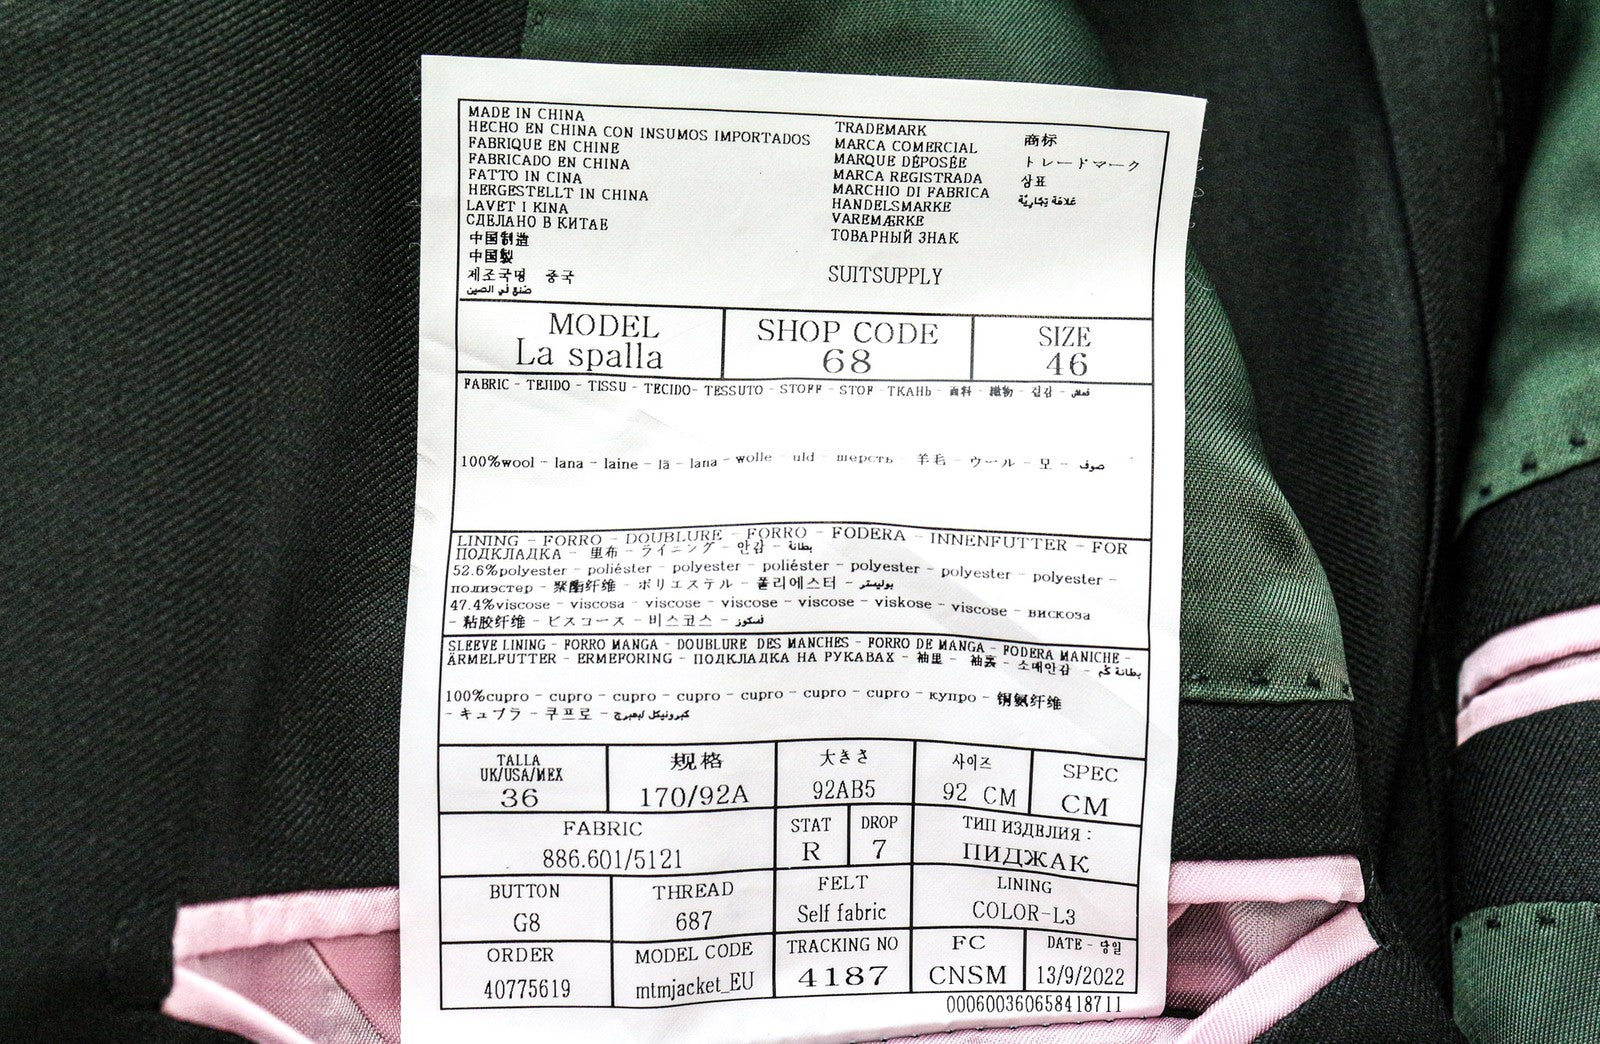 MADE IN CHINA
HECHO EN CHINA CON INSUMOS IMPORTADOS
FABRIQUE EN CHINE
FABRICADO EN CHINA
FATTO IN CINA
HERGESTELLT IN CHINA
LAVET I KINA
СДЕЛАНО В КИТАЕ
中国制造
中国製
제조국명 중국
صنع في الصين
TRADEMARK
MARCA COMERCIAL
MARQUE DÉPOSÉE
MARCA REGISTRADA
MARCHIO DI FABRICA
HANDELSMARKE
VAREMÆRKE
ТОВАРНЫЙ ЗНАК
商标
トレードマーク
상표
علامة تجارية
SUITSUPPLY
MODEL
La spalla
SHOP CODE
68
SIZE
46
FABRIC - TEJIDO - TISSU - TECIDO- TESSUTO - STOFF - STOF - ТКАНЬ - 面料 - 織物 - 겉감 - قماش
100%wool - lana - laine - lã - lana - wolle - uld - шерсть - 羊毛 - ウール - 모 - صوف
LINING - FORRO - DOUBLURE - FORRO - FODERA - INNENFUTTER - FOR
ПОДКЛАДКА - 里布 - ライニング - 안감 - بطانة
52.6%polyester - poliéster - polyester - poliéster - polyester - polyester - polyester -
полиэстер - 聚酯纤维 - ポリエステル - 폴리에스터 - بوليستر
47.4%viscose - viscosa - viscose - viscose - viscose - viskose - viscose - вискоза
- 粘胶纤维 - ビスコース - 비스코스 - فسكوز
SLEEVE LINING - FORRO MANGA - DOUBLURE DES MANCHES - FORRO DE MANGA - FODERA MANICHE -
ÄRMELFUTTER - ERMEFORING - ПОДКЛАДКА НА РУКАВАХ - 袖里 - 袖裏 - 소매안감 - بطانة كم
100%cupro - cupro - cupro - cupro - cupro - cupro - cupro - купро - 铜氨纤维
- キュプラ - 쿠프로 -
TALLA
UK/USA/MEX
36
规格
170/92A
大きさ
92AB5
사이즈
92 CM
SPEC
CM
FABRIC
886.601/5121
STAT
R
DROP
7
ТИП ИЗДЕЛИЯ :
ПИДЖАК
BUTTON
G8
THREAD
687
FELT
Self fabric
LINING
COLOR-L3
ORDER
40775619
MODEL CODE
mtmjacket_EU
TRACKING NO
4187
FC
CNSM
DATE - 납일
13/9/2022
000600360658418711